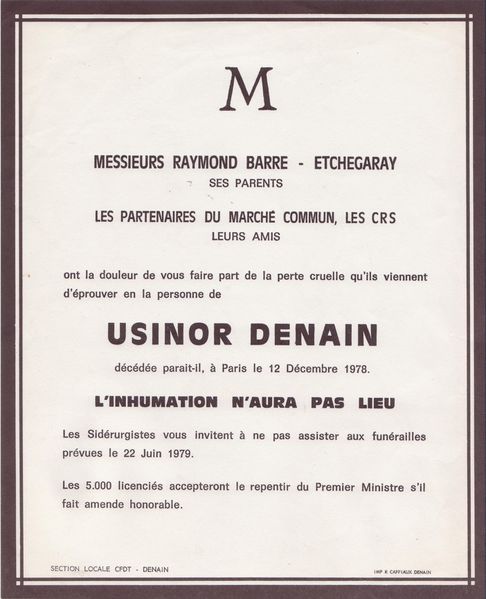 M
MESSIEURS RAYMOND BARRE - ETCHEGARAY
SES PARENTS
LES PARTENAIRES DU MARCHÉ COMMUN, LES CRS
LEURS AMIS
ont la douleur de vous faire part de la perte cruelle qu'ils viennent
d'éprouver en la personne de
USINOR DENAIN
décédée parait-il, à Paris le 12 Décembre 1978.
L'INHUMATION N'AURA PAS LIEU
Les Sidérurgistes vous invitent à ne pas assister aux funérailles
prévues le 22 Juin 1979.
Les 5.000 licenciés accepteront le repentir du Premier Ministre s'il
fait amende honorable.
SECTION LOCALE CFDT - DENAIN
IMP R CAFFIAUX DENAIN